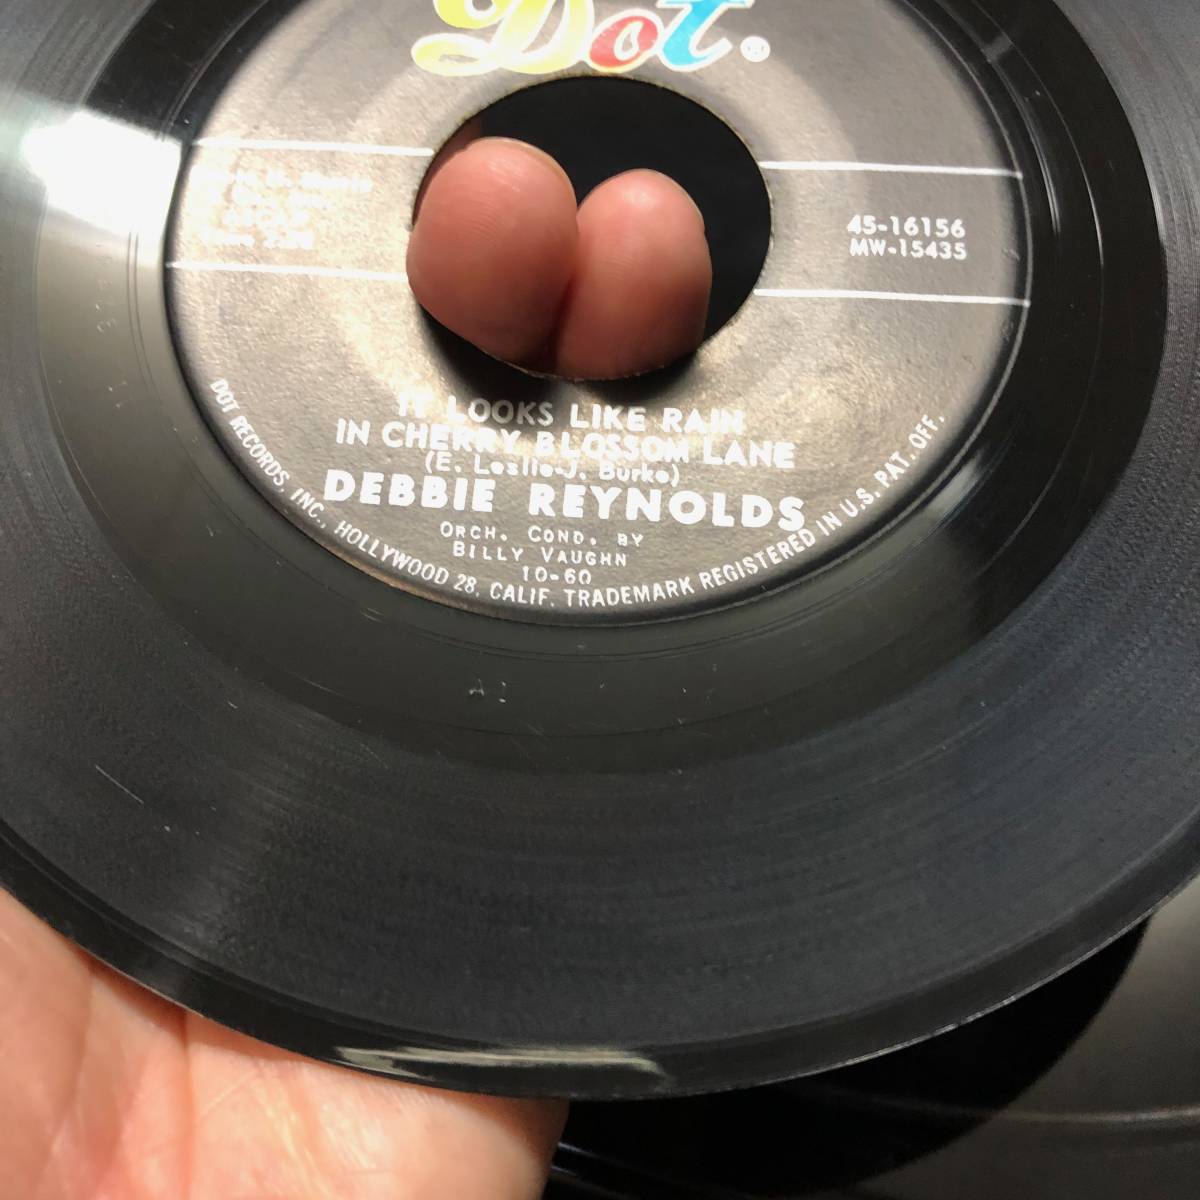 Dot®
45-16156
MW-15435
IT LOOKS LIKE RAIN
IN CHERRY BLOSSOM LANE
(E. Leslie-J. Burke)
DEBBIE REYNOLDS
ORCH. COND. BY
BILLY VAUGHN
10-60
DOT RECORDS, INC., HOLLYWOOD 28, CALIF. TRADEMARK REGISTERED IN U.S. PAT. OFF.